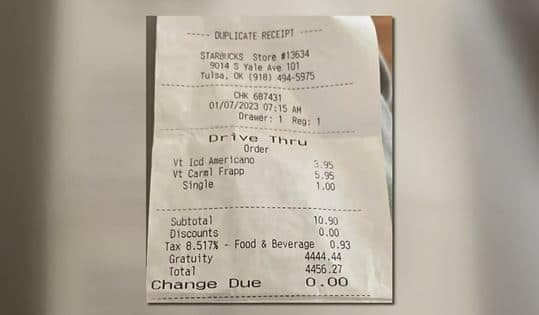 ----- DUPLICATE RECEIPT -----
STARBUCKS Store #13634
9014 S Yale Ave 101
Tulsa, OK (918) 494-5975
CHK 687431
01/07/2023 07:15 AM
Drawer: 1 Reg: 1
Drive Thru
Order
Vt Icd Americano 3.95
Vt Carml Frapp 5.95
Single 1.00
Subtotal 10.90
Discounts 0.00
Tax 8.517% - Food & Beverage 0.93
Gratuity 4444.44
Total 4456.27
Change Due 0.00